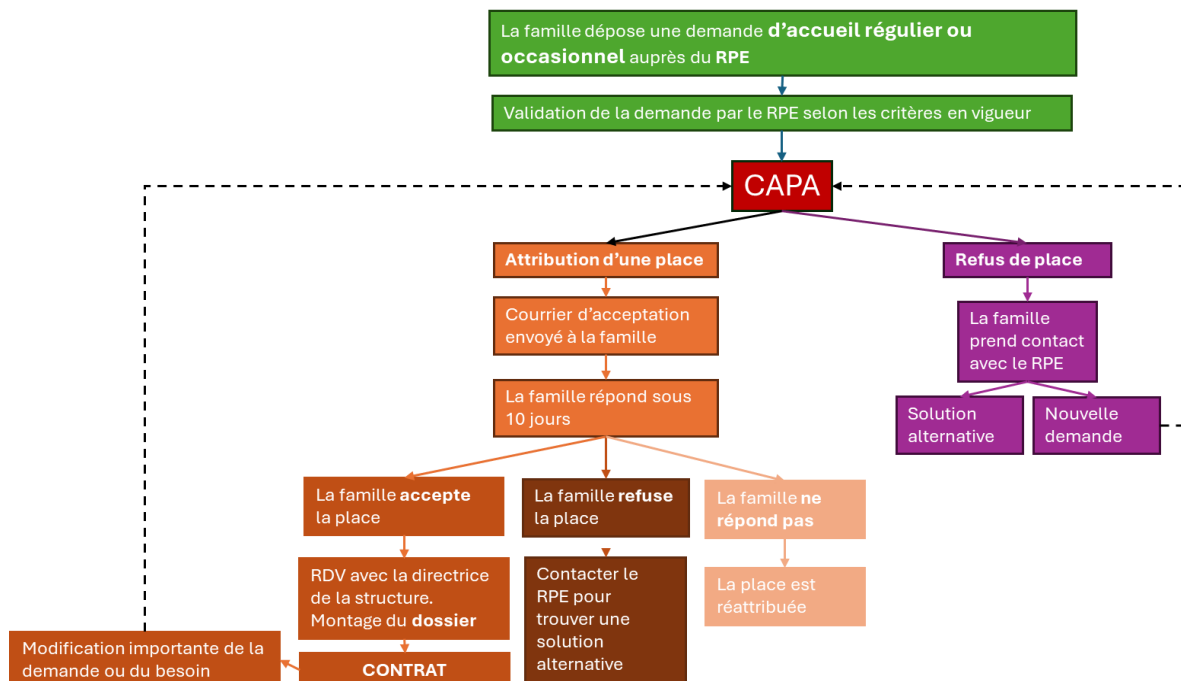 La famille dépose une demande d’accueil régulier ou
occasionnel auprès du RPE
Validation de la demande par le RPE selon les critères en vigueur
CAPA
Attribution d’une place
Refus de place
Courrier d’acceptation
envoyé à la famille
La famille
prend contact
avec le RPE
La famille répond sous
10 jours
Solution
alternative
Nouvelle
demande
La famille accepte
la place
La famille refuse
la place
La famille ne
répond pas
RDV avec la directrice
de la structure.
Montage du dossier
Contacter le
RPE pour
trouver une
solution
alternative
La place est
réattribuée
Modification importante de la
demande ou du besoin
CONTRAT